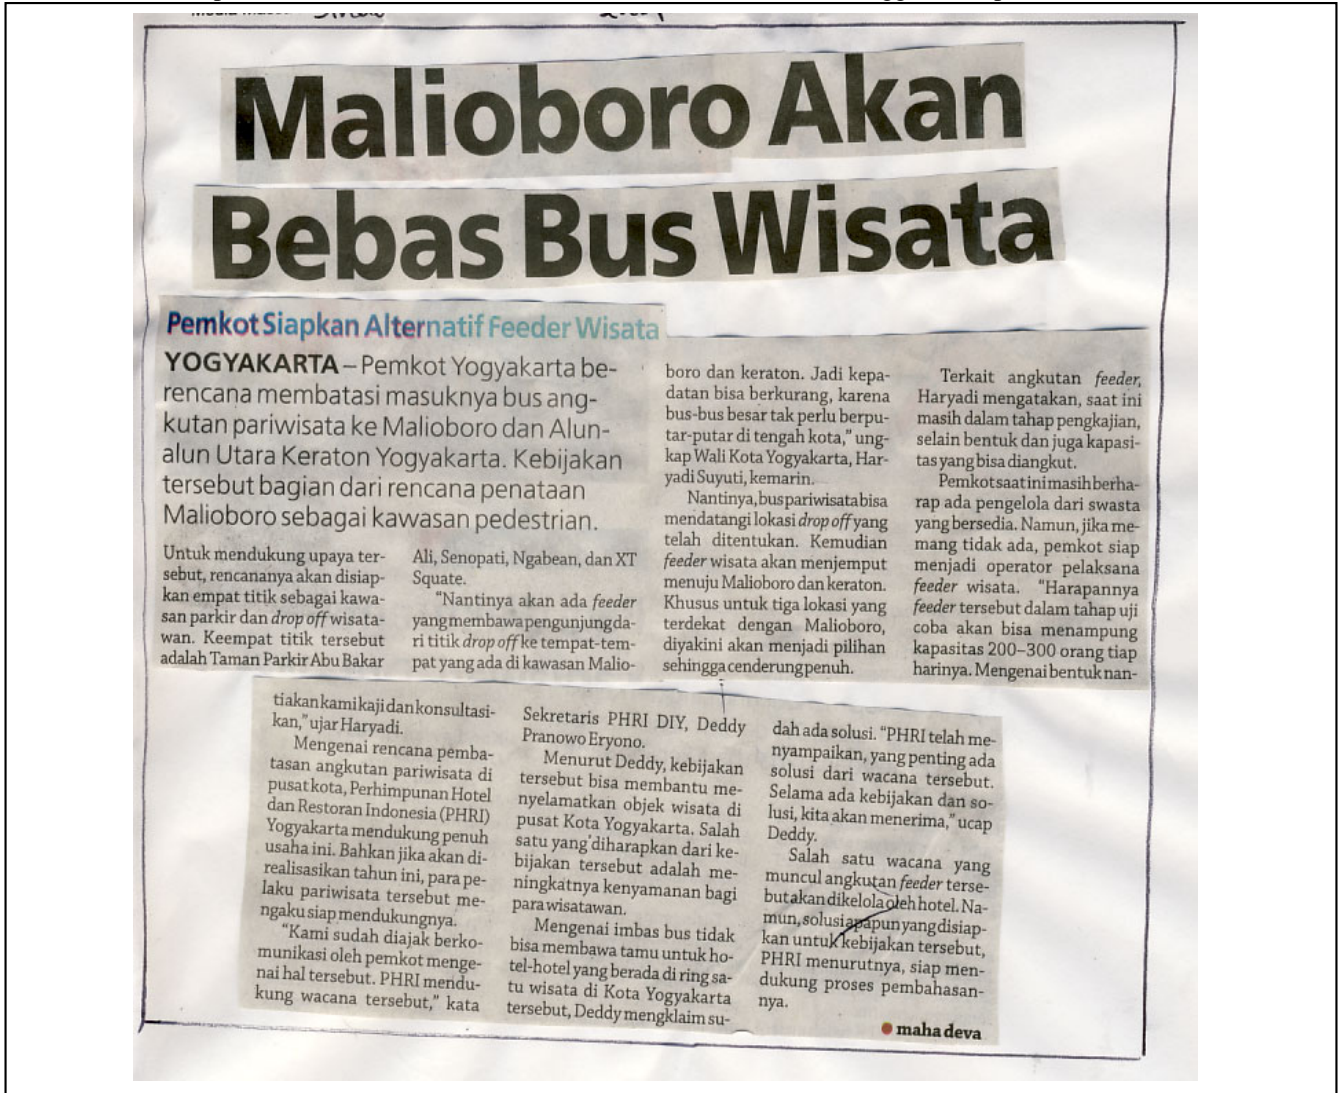 Malioboro Akan
Bebas Bus Wisata
Pemkot Siapkan Alternatif Feeder Wisata
YOGYAKARTA – Pemkot Yogyakarta be-
rencana membatasi masuknya bus ang-
kutan pariwisata ke Malioboro dan Alun-
alun Utara Keraton Yogyakarta. Kebijakan
tersebut bagian dari rencana penataan
Malioboro sebagai kawasan pedestrian.
Untuk mendukung upaya ter-
sebut, rencananya akan disiap-
kan empat titik sebagai kawa-
san parkir dan drop off wisata-
wan. Keempat titik tersebut
adalah Taman Parkir Abu Bakar
Ali, Senopati, Ngabean, dan XT
Squate.
"Nantinya akan ada feeder
yang membawa pengunjung da-
ri titik drop off ke tempat-tem-
pat yang ada di kawasan Malio-
boro dan keraton. Jadi kepa-
datan bisa berkurang, karena
bus-bus besar tak perlu berpu-
tar-putar di tengah kota," ung-
kap Wali Kota Yogyakarta, Har-
yadi Suyuti, kemarin.
Nantinya, bus pariwisata bisa
mendatangi lokasi drop off yang
telah ditentukan. Kemudian
feeder wisata akan menjemput
menuju Malioboro dan keraton.
Khusus untuk tiga lokasi yang
terdekat dengan Malioboro,
diyakini akan menjadi pilihan
sehingga cenderung penuh.
Terkait angkutan feeder,
Haryadi mengatakan, saat ini
masih dalam tahap pengkajian,
selain bentuk dan juga kapasi-
tas yang bisa diangkut.
Pemkot saat ini masih berha-
rap ada pengelola dari swasta
yang bersedia. Namun, jika me-
mang tidak ada, pemkot siap
menjadi operator pelaksana
feeder wisata. "Harapannya
feeder tersebut dalam tahap uji
coba akan bisa menampung
kapasitas 200–300 orang tiap
harinya. Mengenai bentuk nan-
tiakan kami kaji dan konsultasi-
kan," ujar Haryadi.
Mengenai rencana pemba-
tasan angkutan pariwisata di
pusat kota, Perhimpunan Hotel
dan Restoran Indonesia (PHRI)
Yogyakarta mendukung penuh
usaha ini. Bahkan jika akan di-
realisasikan tahun ini, para pe-
laku pariwisata tersebut me-
ngaku siap mendukungnya.
"Kami sudah diajak berko-
munikasi oleh pemkot menge-
nai hal tersebut. PHRI mendu-
kung wacana tersebut," kata
Sekretaris PHRI DIY, Deddy
Pranowo Eryono.
Menurut Deddy, kebijakan
tersebut bisa membantu me-
nyelamatkan objek wisata di
pusat Kota Yogyakarta. Salah
satu yang diharapkan dari ke-
bijakan tersebut adalah me-
ningkatnya kenyamanan bagi
para wisatawan.
Mengenai imbas bus tidak
bisa membawa tamu untuk ho-
tel-hotel yang berada di ring sa-
tu wisata di Kota Yogyakarta
tersebut, Deddy mengklaim su-
dah ada solusi. "PHRI telah me-
nyampaikan, yang penting ada
solusi dari wacana tersebut.
Selama ada kebijakan dan so-
lusi, kita akan menerima," ucap
Deddy.
Salah satu wacana yang
muncul angkutan feeder terse-
but akan dikelola oleh hotel. Na-
mun, solusi apapun yang disiap-
kan untuk kebijakan tersebut,
PHRI menurutnya, siap men-
dukung proses pembahasan-
nya.
maha deva